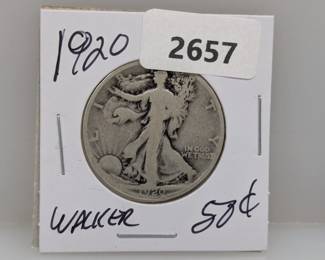 1920
2657
LIBERTY
IN GOD
WE TRUST
1920
WALKER
50¢